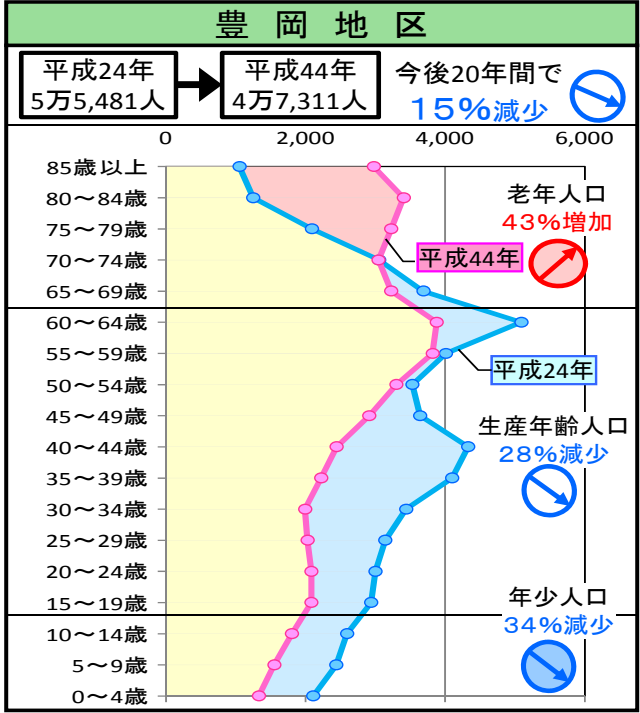 豊岡地区
平成24年
5万5,481人
平成44年
4万7,311人
今後20年間で
15%減少
0 2,000 4,000 6,000
85歳以上
80～84歳
75～79歳
70～74歳
65～69歳
60～64歳
55～59歳
50～54歳
45～49歳
40～44歳
35～39歳
30～34歳
25～29歳
20～24歳
15～19歳
10～14歳
5～9歳
0～4歳
老年人口
43%増加
平成44年
平成24年
生産年齢人口
28%減少
年少人口
34%減少